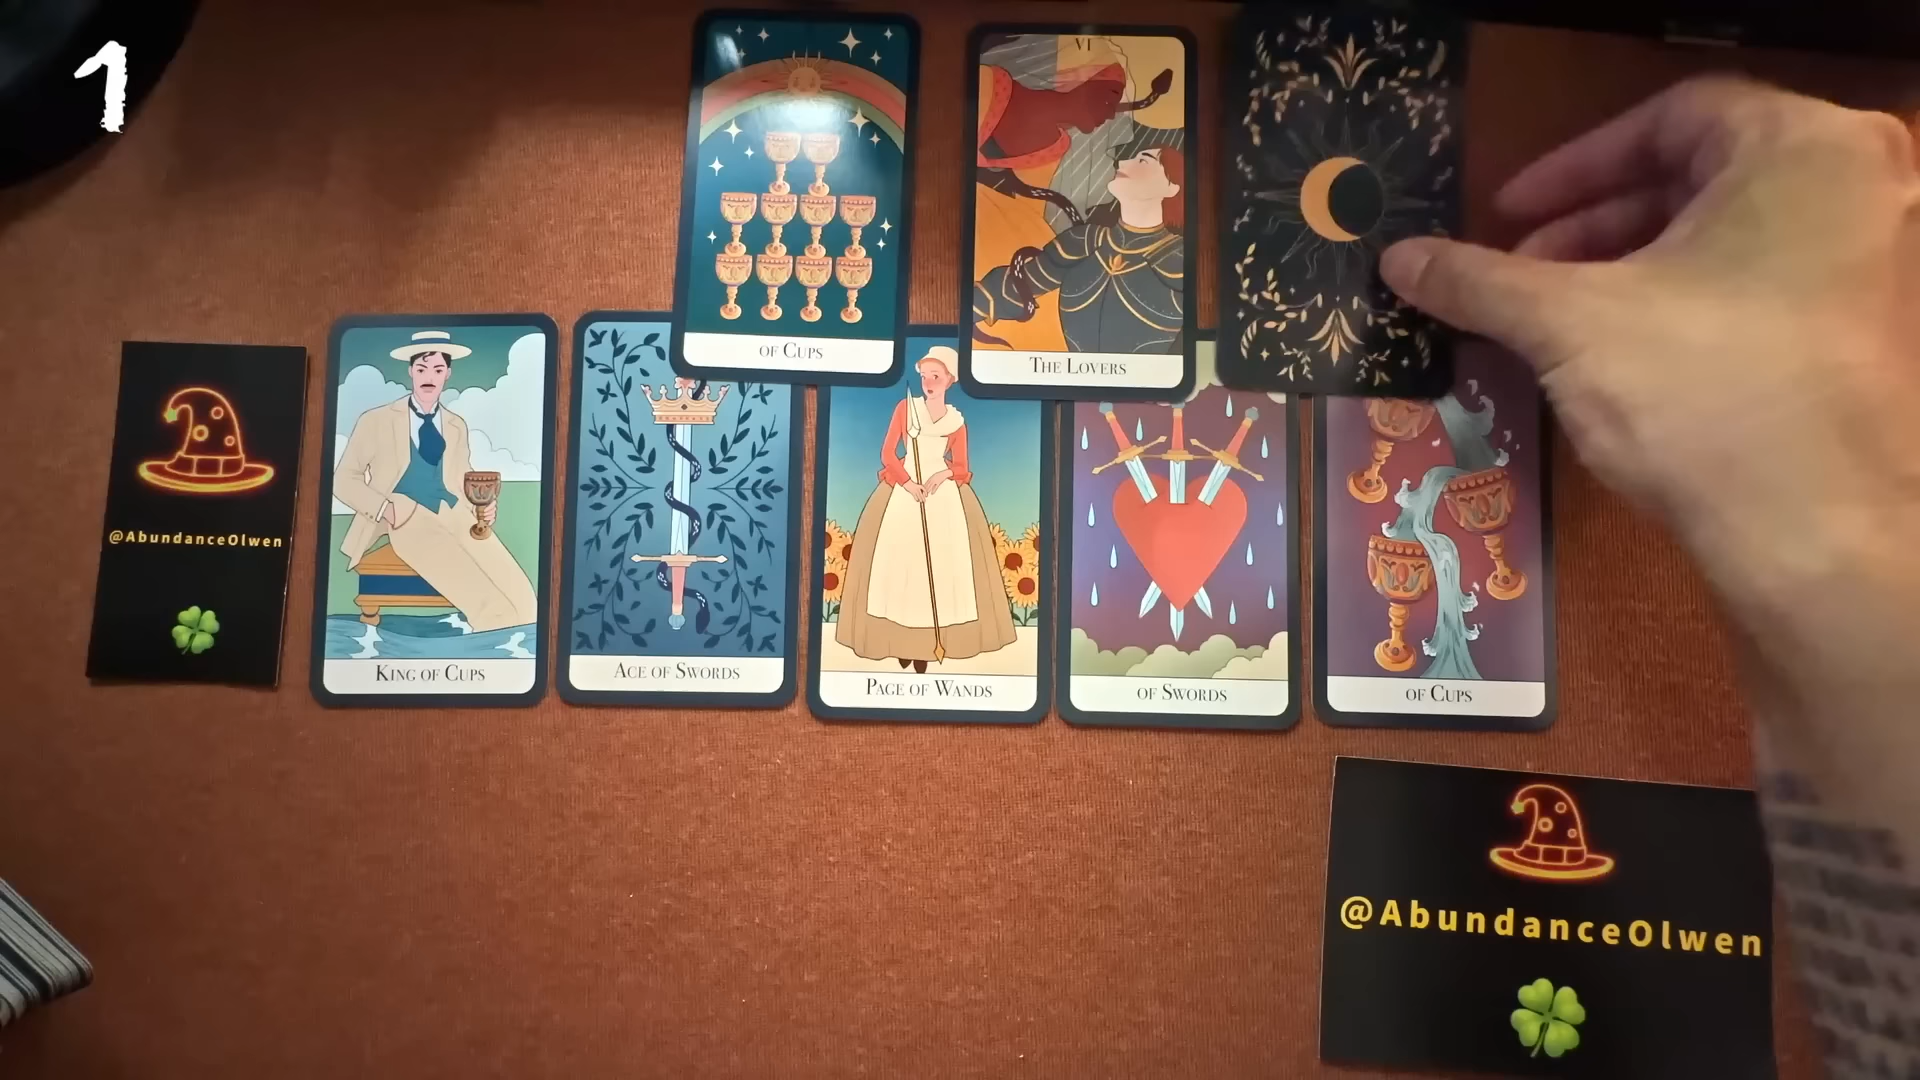 1
VI
OF CUPS
THE LOVERS
@AbundanceOlwen
KING OF CUPS
ACE OF SWORDS
PAGE OF WANDS
OF SWORDS
OF CUPS
@AbundanceOlwen